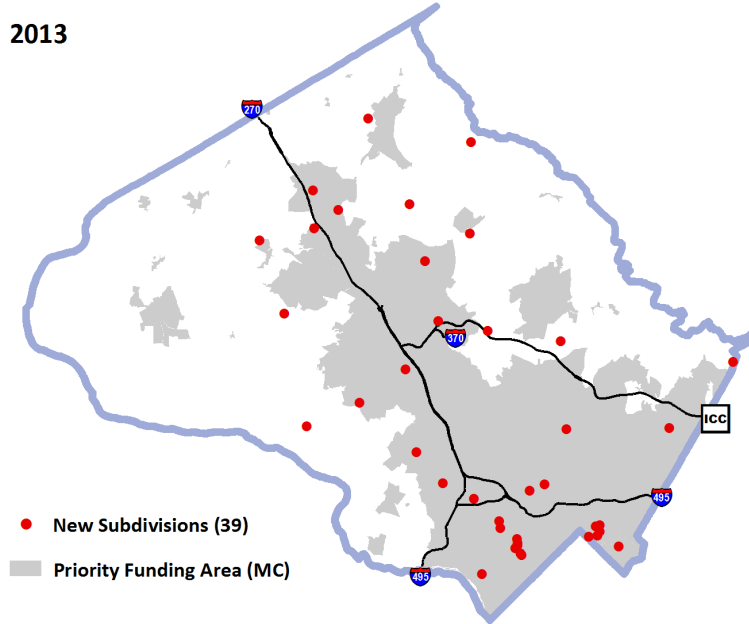 2013
270
370
ICC
495
New Subdivisions (39)
Priority Funding Area (MC)
495